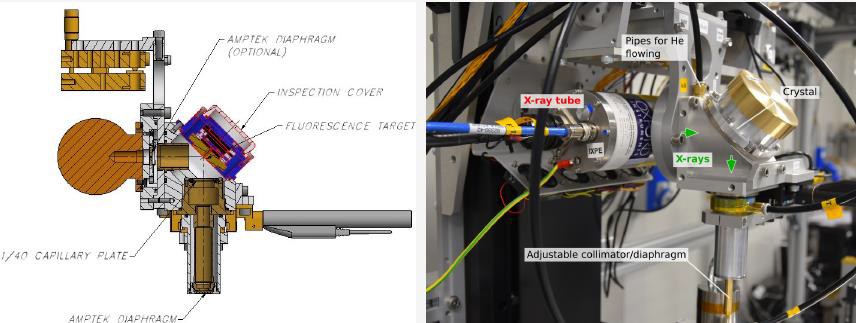 AMPTEK DIAPHRAGM
(OPTIONAL)
INSPECTION COVER
FLUORESCENCE TARGET
1/40 CAPILLARY PLATE
AMPTEK DIAPHRAGM
Pipes for He
flowing
Crystal
X-ray tube
IXPE
X-rays
Adjustable collimator/diaphragm